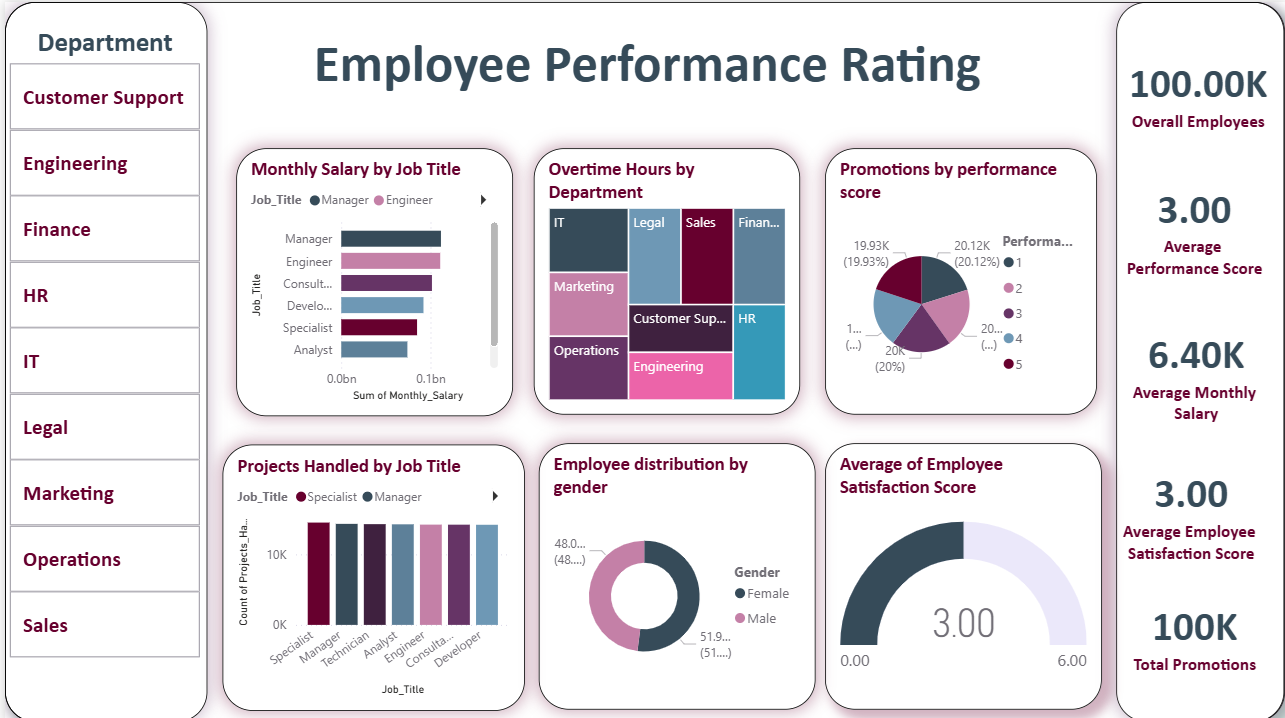 Department
Customer Support
Engineering
Finance
HR
IT
Legal
Marketing
Operations
Sales
Employee Performance Rating
Monthly Salary by Job Title
Job_Title Manager Engineer
Job_Title
Manager
Engineer
Consult...
Develo...
Specialist
Analyst
0.0bn 0.1bn
Sum of Monthly_Salary
Overtime Hours by
Department
IT
Legal
Sales
Finan...
Marketing
Customer Sup...
HR
Operations
Engineering
Promotions by performance
score
19.93K
(19.93%)
20.12K
(20.12%)
1...
(...)
20K
(20%)
20...
(...)
Performa...
1
2
3
4
5
Projects Handled by Job Title
Job_Title Specialist Manager
Count of Projects_Ha...
10K
0K
Specialist
Manager
Technician
Analyst
Engineer
Consulta...
Developer
Job_Title
Employee distribution by
gender
48.0...
(48....)
51.9...
(51....)
Gender
Female
Male
Average of Employee
Satisfaction Score
3.00
0.00 6.00
100.00K
Overall Employees
3.00
Average
Performance Score
6.40K
Average Monthly
Salary
3.00
Average Employee
Satisfaction Score
100K
Total Promotions